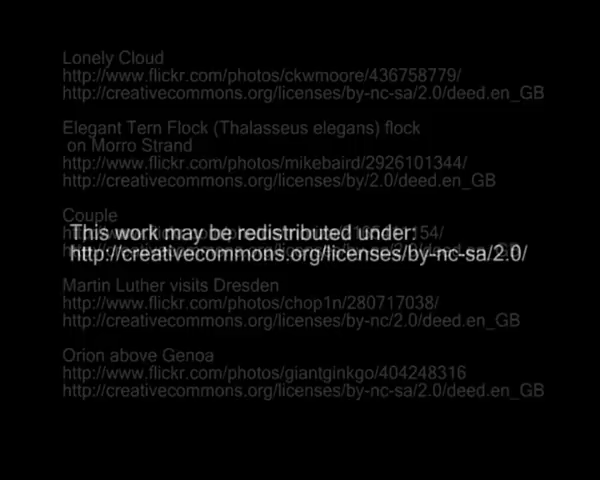 Lonely Cloud
http://www.flickr.com/photos/ckwmoore/436758779/
http://creativecommons.org/licenses/by-nc-sa/2.0/deed.en_GB
Elegant Tern Flock (Thalasseus elegans) flock
on Morro Strand
http://www.flickr.com/photos/mikebaird/2926101344/
http://creativecommons.org/licenses/by/2.0/deed.en_GB
Couple
This work may be redistributed under:
http://creativecommons.org/licenses/by-nc-sa/2.0/
Martin Luther visits Dresden
http://www.flickr.com/photos/chop1n/280717038/
http://creativecommons.org/licenses/by-nc/2.0/deed.en_GB
Orion above Genoa
http://www.flickr.com/photos/giantginkgo/404248316
http://creativecommons.org/licenses/by-nc-sa/2.0/deed.en_GB